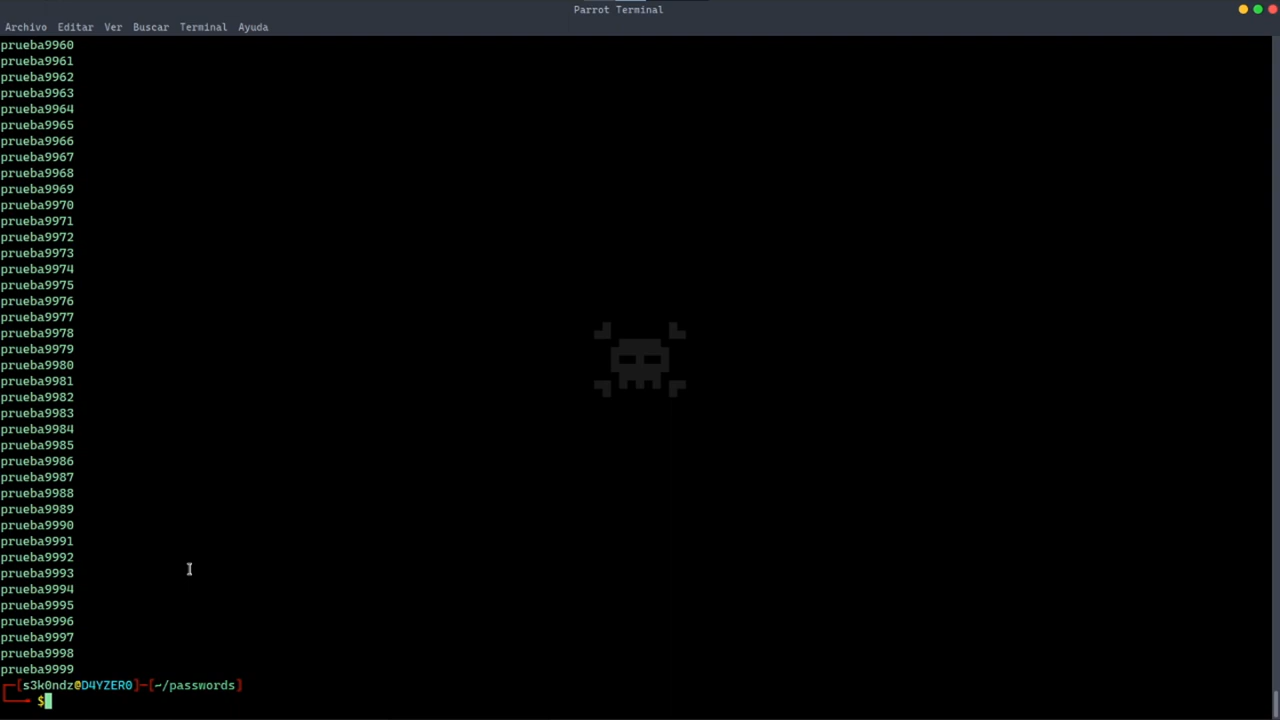 Parrot Terminal
Archivo Editar Ver Buscar Terminal Ayuda
prueba9960
prueba9961
prueba9962
prueba9963
prueba9964
prueba9965
prueba9966
prueba9967
prueba9968
prueba9969
prueba9970
prueba9971
prueba9972
prueba9973
prueba9974
prueba9975
prueba9976
prueba9977
prueba9978
prueba9979
prueba9980
prueba9981
prueba9982
prueba9983
prueba9984
prueba9985
prueba9986
prueba9987
prueba9988
prueba9989
prueba9990
prueba9991
prueba9992
prueba9993
prueba9994
prueba9995
prueba9996
prueba9997
prueba9998
prueba9999
[s3k0ndz@D4YZER0]─[~/passwords]
$